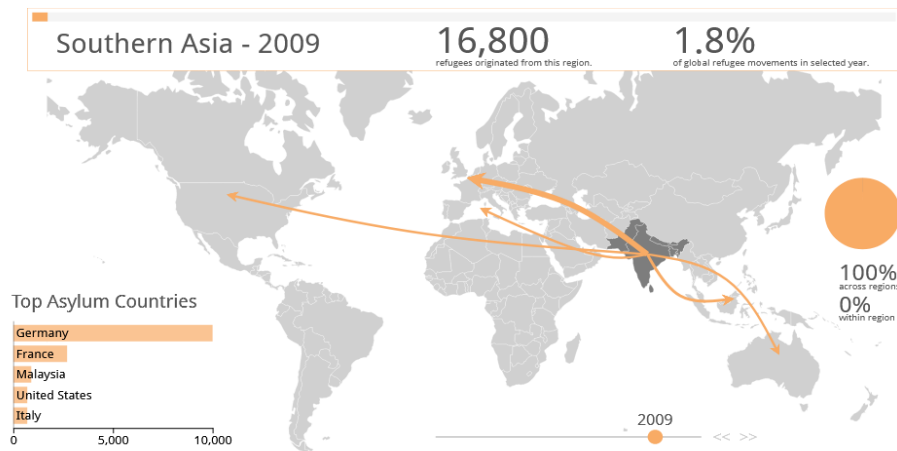 Southern Asia - 2009
16,800
refugees originated from this region.
1.8%
of global refugee movements in selected year.
100%
across regions
0%
within region
Top Asylum Countries
Germany
France
Malaysia
United States
Italy
0 5,000 10,000
2009
<< >>